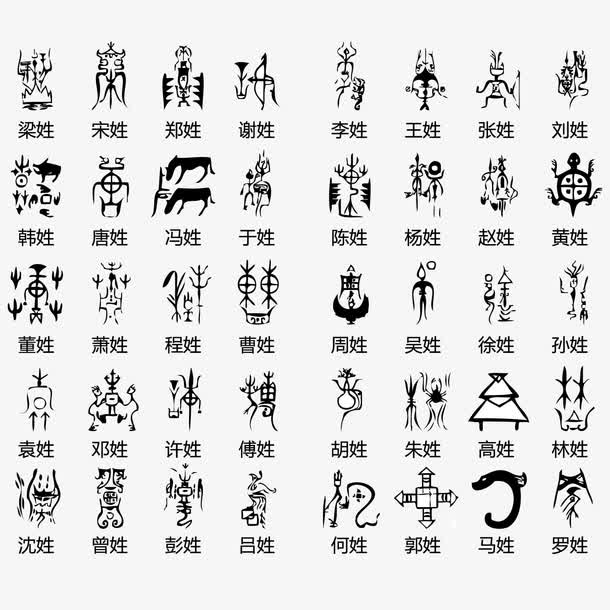 梁姓 宋姓 郑姓 谢姓 李姓 王姓 张姓 刘姓
韩姓 唐姓 冯姓 于姓 陈姓 杨姓 赵姓 黄姓
董姓 萧姓 程姓 曹姓 周姓 吴姓 徐姓 孙姓
袁姓 邓姓 许姓 傅姓 胡姓 朱姓 高姓 林姓
沈姓 曾姓 彭姓 吕姓 何姓 郭姓 马姓 罗姓